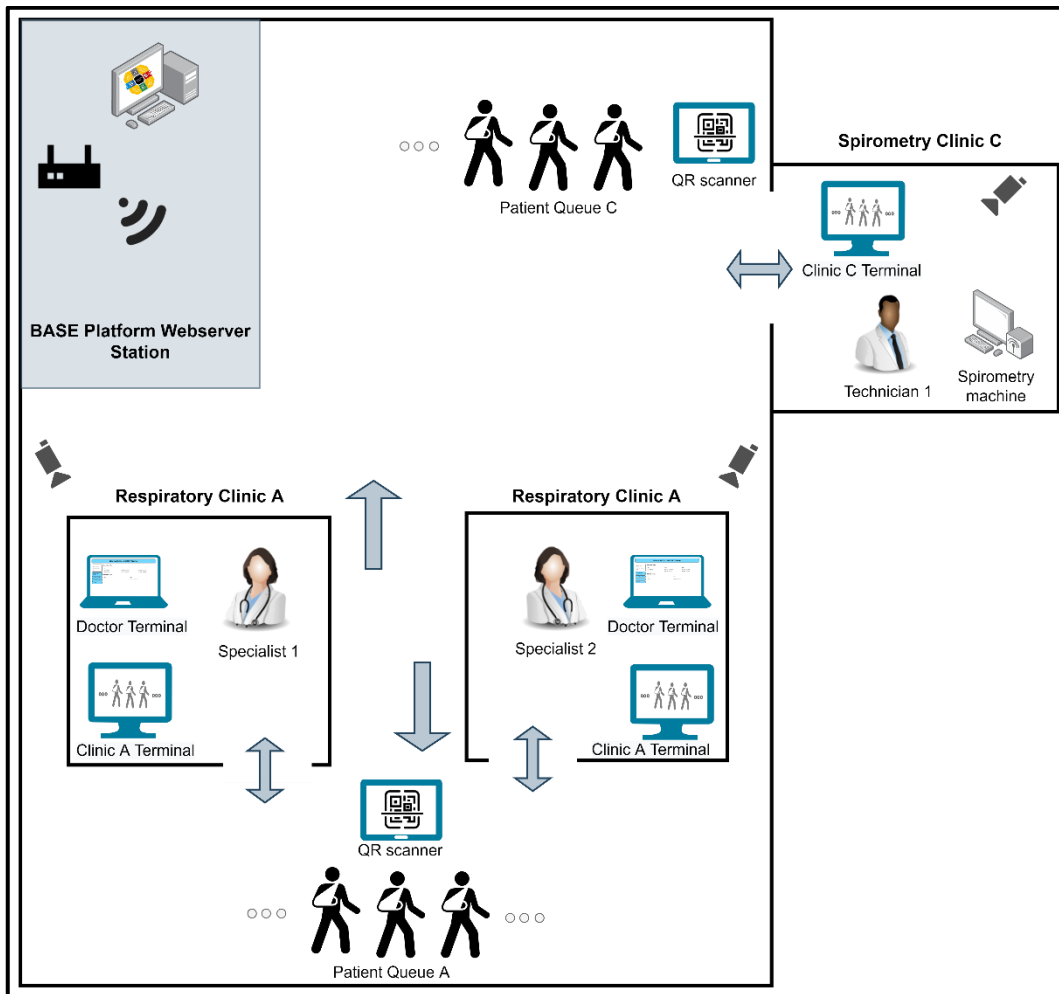 QR scanner
Patient Queue C
Spirometry Clinic C
Clinic C Terminal
Technician 1
Spirometry
machine
BASE Platform Webserver
Station
Respiratory Clinic A
Doctor Terminal
Specialist 1
Clinic A Terminal
Respiratory Clinic A
Specialist 2
Doctor Terminal
Clinic A Terminal
QR scanner
Patient Queue A